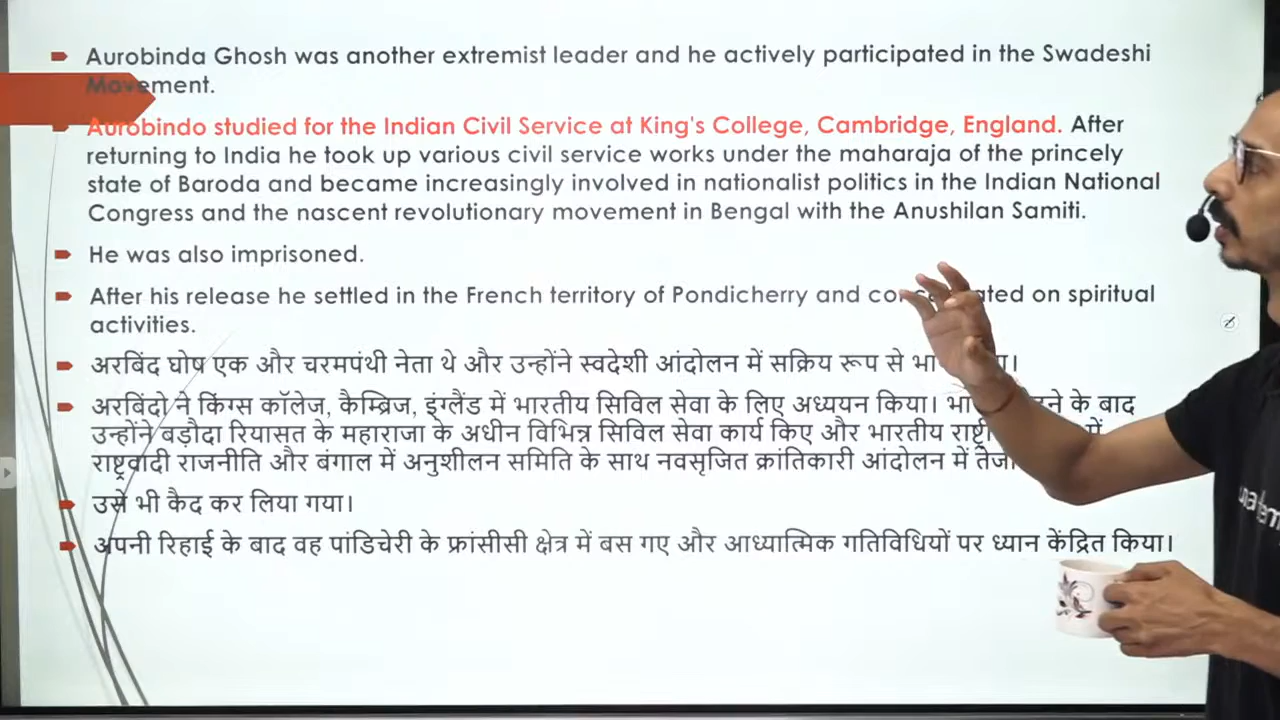 Aurobinda Ghosh was another extremist leader and he actively participated in the Swadeshi
Movement.
Aurobindo studied for the Indian Civil Service at King's College, Cambridge, England. After
returning to India he took up various civil service works under the maharaja of the princely
state of Baroda and became increasingly involved in nationalist politics in the Indian National
Congress and the nascent revolutionary movement in Bengal with the Anushilan Samiti.
He was also imprisoned.
After his release he settled in the French territory of Pondicherry and on spiritual
activities.
अरबिंद घोष एक और चरमपंथी नेता थे और उन्होंने स्वदेशी आंदोलन में सक्रिय रूप से
अरबिंदो ने किंग्स कॉलेज, कैम्ब्रिज, इंग्लैंड में भारतीय सिविल सेवा के लिए अध्ययन किया। के बाद
उन्होंने बड़ौदा रियासत के महाराजा के अधीन विभिन्न सिविल सेवा कार्य किए और भारतीय में
राष्ट्रवादी राजनीति और बंगाल में अनुशीलन समिति के साथ नवसृजित क्रांतिकारी आंदोलन में
उसे भी कैद कर लिया गया।
अपनी रिहाई के बाद वह पांडिचेरी के फ्रांसीसी क्षेत्र में बस गए और आध्यात्मिक गतिविधियों पर ध्यान केंद्रित किया।